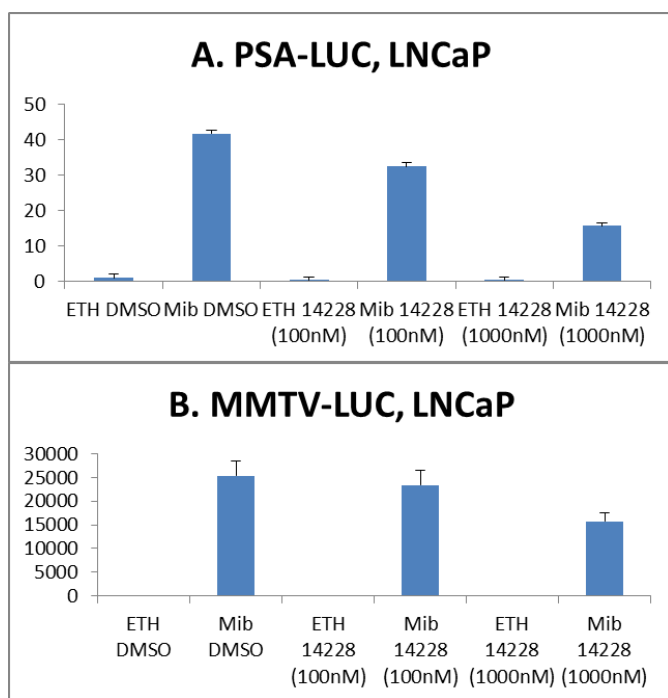 A. PSA-LUC, LNCaP
50
40
30
20
10
0
ETH DMSO Mib DMSO ETH 14228 Mib 14228 ETH 14228 Mib 14228
(100nM) (100nM) (1000nM) (1000nM)
B. MMTV-LUC, LNCaP
30000
25000
20000
15000
10000
5000
0
ETH Mib ETH Mib ETH Mib
DMSO DMSO 14228 14228 14228 14228
(100nM) (100nM) (1000nM) (1000nM)